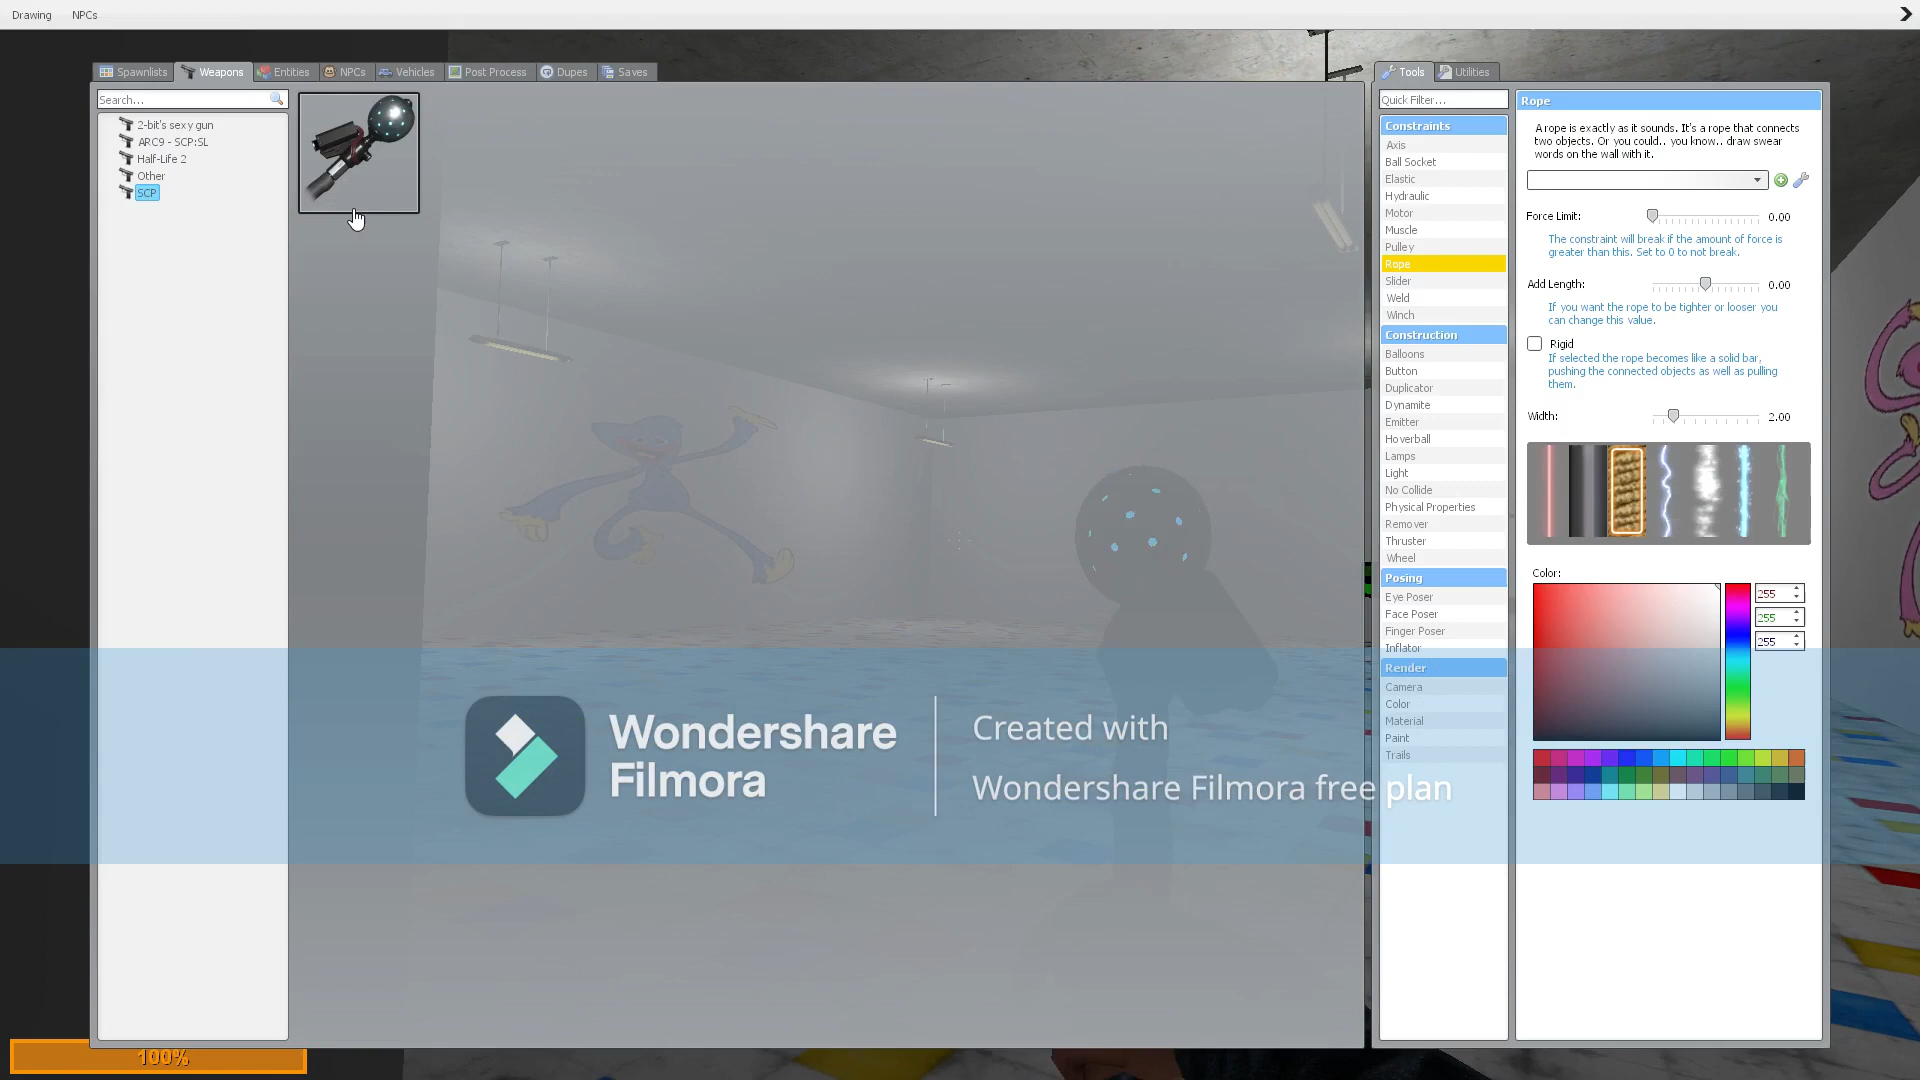 Drawing NPCs
Spawnlists Weapons Entities NPCs Vehicles Post Process Dupes Saves
Search...
2-bit's sexy gun
ARC9 - SCP:SL
Half-Life 2
Other
SCP
Tools Utilities
Quick Filter...
Constraints
Axis
Ball Socket
Elastic
Hydraulic
Motor
Muscle
Pulley
Rope
Slider
Weld
Winch
Construction
Balloons
Button
Duplicator
Dynamite
Emitter
Hoverball
Lamps
Light
No Collide
Physical Properties
Remover
Thruster
Wheel
Posing
Eye Poser
Face Poser
Finger Poser
Inflator
Render
Camera
Color
Material
Paint
Trails
Rope
A rope is exactly as it sounds. It's a rope that connects
two objects. Or you could.. you know.. draw swear
words on the wall with it.
Force Limit: 0.00
The constraint will break if the amount of force is
greater than this. Set to 0 to not break.
Add Length: 0.00
If you want the rope to be tighter or looser you
can change this value.
Rigid
If selected the rope becomes like a solid bar,
pushing the connected objects as well as pulling
them.
Width: 2.00
Color:
255
255
255
Wondershare
Filmora
Created with
Wondershare Filmora free plan
100%